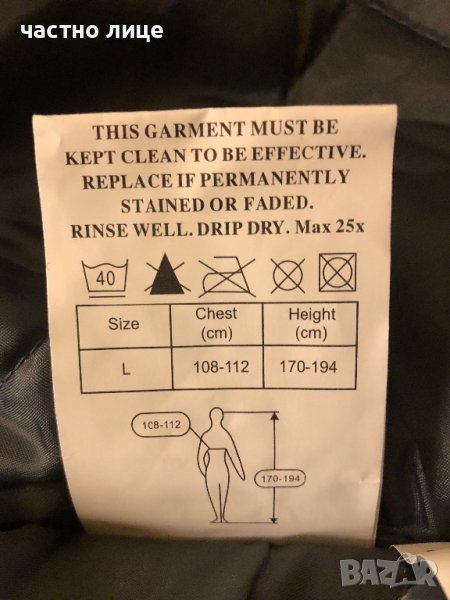 частно лице
THIS GARMENT MUST BE
KEPT CLEAN TO BE EFFECTIVE.
REPLACE IF PERMANENTLY
STAINED OR FADED.
RINSE WELL. DRIP DRY. Max 25x
40
Size Chest (cm) Height (cm)
L 108-112 170-194
108-112
170-194
BAZAR